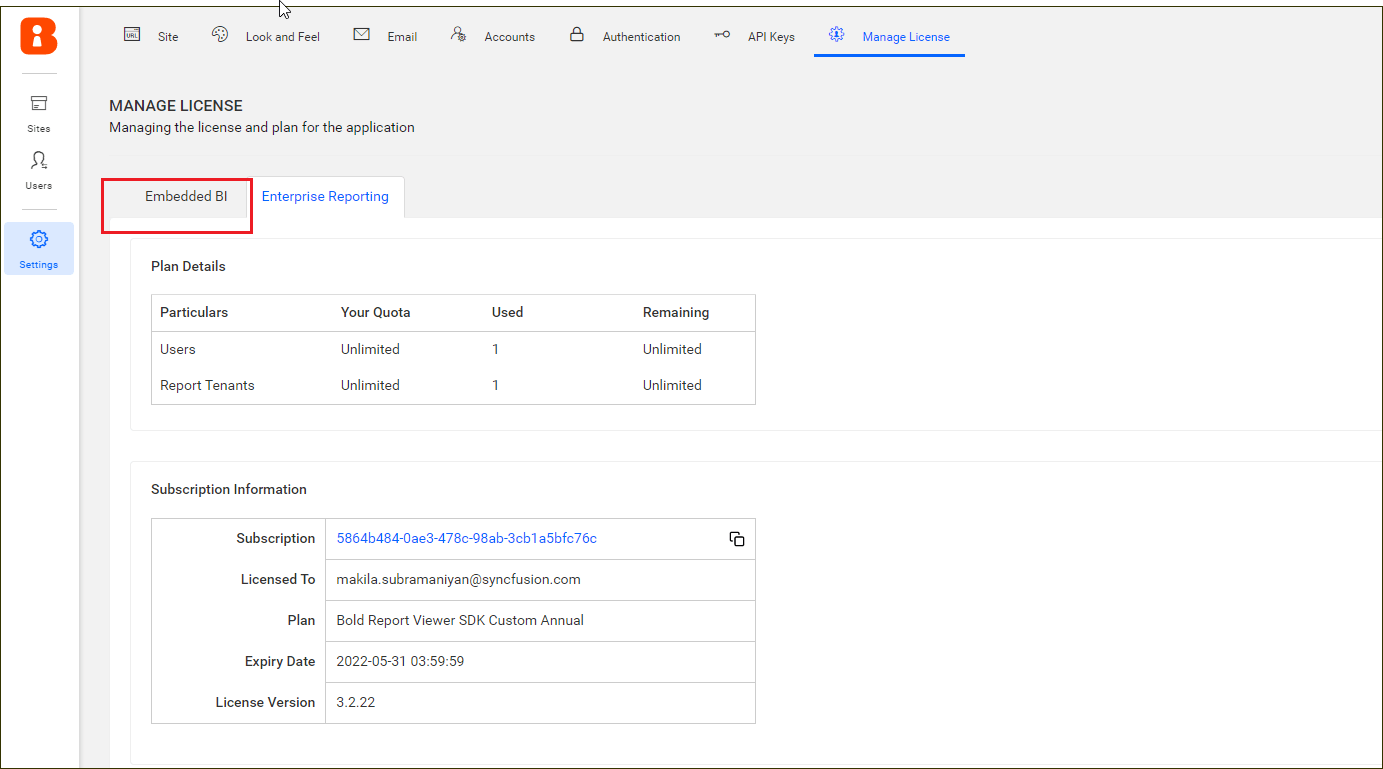 URL Site Look and Feel Email Accounts Authentication API Keys Manage License
Sites
Users
Settings
MANAGE LICENSE
Managing the license and plan for the application
Embedded BI Enterprise Reporting
Plan Details
Particulars Your Quota Used Remaining
Users Unlimited 1 Unlimited
Report Tenants Unlimited 1 Unlimited
Subscription Information
Subscription 5864b484-0ae3-478c-98ab-3cb1a5bfc76c
Licensed To makila.subramaniyan@syncfusion.com
Plan Bold Report Viewer SDK Custom Annual
Expiry Date 2022-05-31 03:59:59
License Version 3.2.22